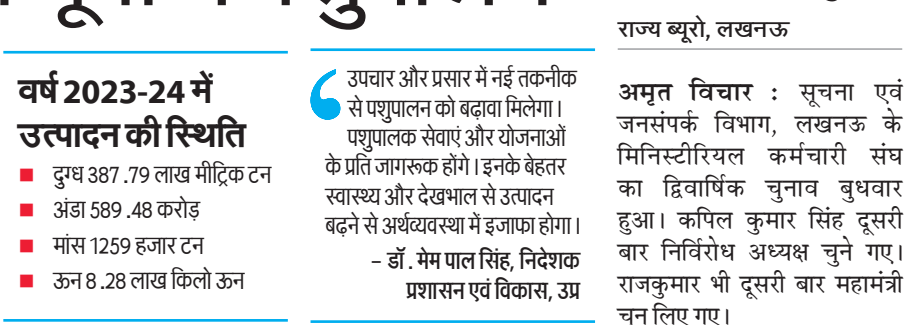 वर्ष 2023-24 में
उत्पादन की स्थिति
दुग्ध 387.79 लाख मीट्रिक टन
अंडा 589.48 करोड़
मांस 1259 हजार टन
ऊन 8.28 लाख किलो ऊन
उपचार और प्रसार में नई तकनीक
से पशुपालन को बढ़ावा मिलेगा।
पशुपालक सेवाएं और योजनाओं
के प्रति जागरूक होंगे। इनके बेहतर
स्वास्थ्य और देखभाल से उत्पादन
बढ़ने से अर्थव्यवस्था में इजाफा होगा।
– डॉ. मेम पाल सिंह, निदेशक
प्रशासन एवं विकास, उप्र
राज्य ब्यूरो, लखनऊ
अमृत विचार : सूचना एवं
जनसंपर्क विभाग, लखनऊ के
मिनिस्टीरियल कर्मचारी संघ
का द्विवार्षिक चुनाव बुधवार
हुआ। कपिल कुमार सिंह दूसरी
बार निर्विरोध अध्यक्ष चुने गए।
राजकुमार भी दूसरी बार महामंत्री
चुन लिए गए।